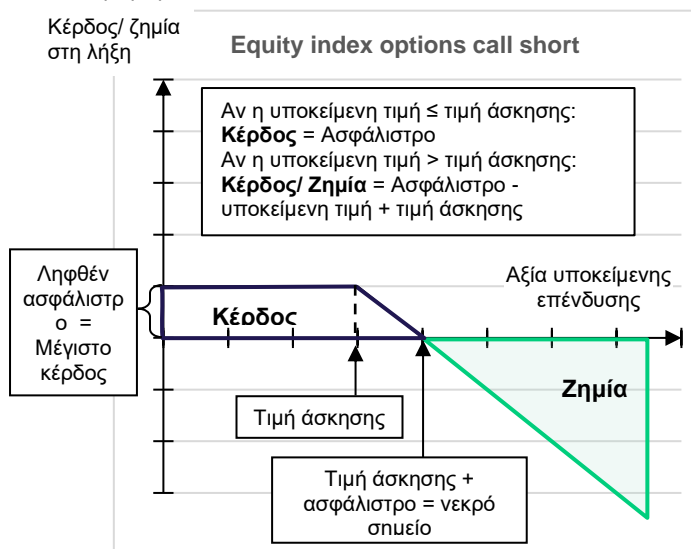 Κέρδος/ ζημία
στη λήξη
Equity index options call short
Αν η υποκείμενη τιμή ≤ τιμή άσκησης:
Κέρδος = Ασφάλιστρο
Αν η υποκείμενη τιμή > τιμή άσκησης:
Κέρδος/ Ζημία = Ασφάλιστρο -
υποκείμενη τιμή + τιμή άσκησης
Ληφθέν
ασφάλιστρ
ο =
Μέγιστο
κέρδος
Κέρδος
Αξία υποκείμενης
επένδυσης
Ζημία
Τιμή άσκησης
Τιμή άσκησης +
ασφάλιστρο = νεκρό
σημείο